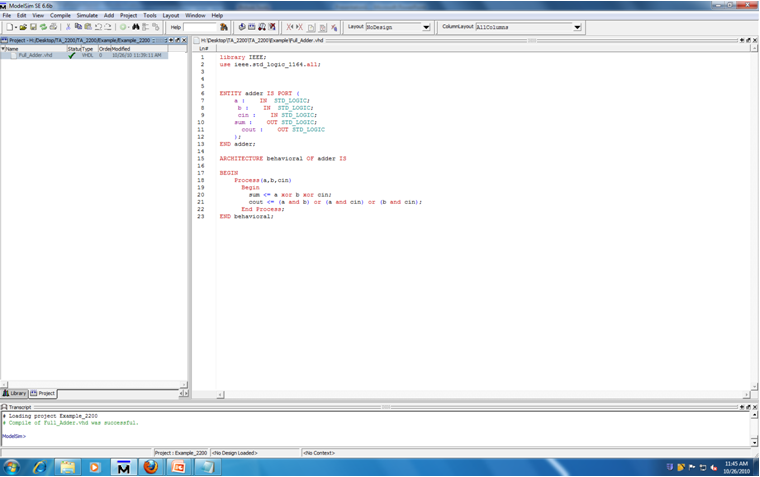 ModelSim SE 6.6b
File Edit View Compile Simulate Add Project Tools Layout Window Help
Help
Layout NoDesign
ColumnLayout AllColumns
Project - H:/Desktop/TA_2200/TA_2200/Example/Example_2200
Name Status Type Order Modified
Full_Adder.vhd VHDL 0 10/26/10 11:39:11 AM
H:\Desktop\TA_2200\TA_2200\Example\Full_Adder.vhd
Ln#
1 library IEEE;
2 use ieee.std_logic_1164.all;
3
4
5
6 ENTITY adder IS PORT (
7 a : IN STD_LOGIC;
8 b : IN STD_LOGIC;
9 cin : IN STD_LOGIC;
10 sum : OUT STD_LOGIC;
11 cout : OUT STD_LOGIC
12 );
13 END adder;
14
15 ARCHITECTURE behavioral OF adder IS
16
17 BEGIN
18 Process(a,b,cin)
19 Begin
20 sum <= a xor b xor cin;
21 cout <= (a and b) or (a and cin) or (b and cin);
22 End Process;
23 END behavioral;
Library Project
Transcript
# Loading project Example_2200
# Compile of Full_Adder.vhd was successful.
ModelSim>
Project : Example_2200 <No Design Loaded> <No Context>
M
11:45 AM
10/26/2010